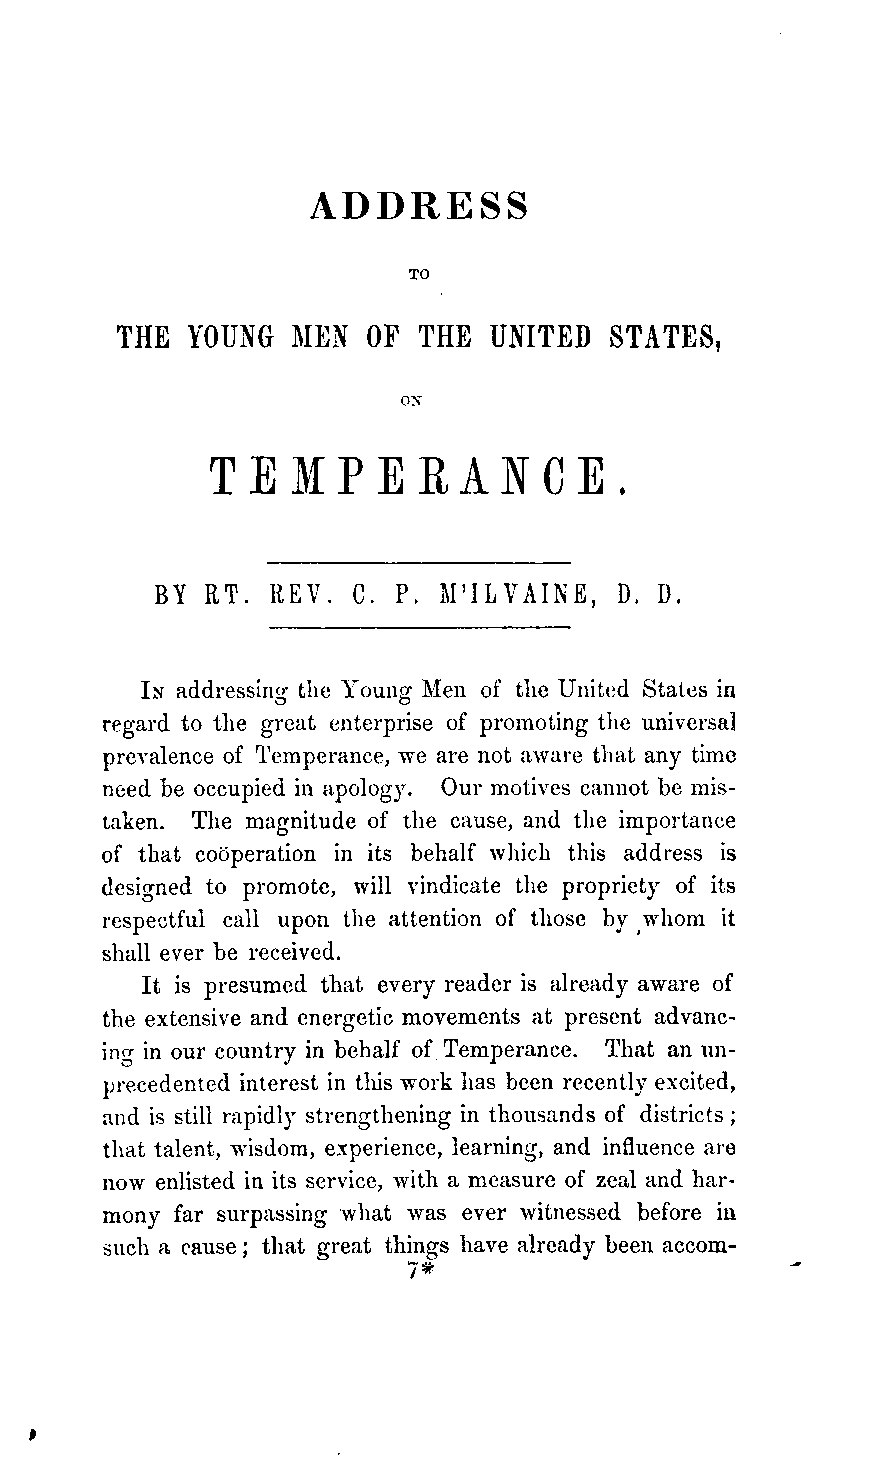 ADDRESS
TO
THE YOUNG MEN OF THE UNITED STATES,
ON
TEMPERANCE.
BY RT. REV. C. P. M'ILVAINE, D. D.
IN addressing the Young Men of the United States in
regard to the great enterprise of promoting the universal
prevalence of Temperance, we are not aware that any time
need be occupied in apology. Our motives cannot be mis-
taken. The magnitude of the cause, and the importance
of that coöperation in its behalf which this address is
designed to promote, will vindicate the propriety of its
respectful call upon the attention of those by whom it
shall ever be received.
It is presumed that every reader is already aware of
the extensive and energetic movements at present advanc-
ing in our country in behalf of Temperance. That an un-
precedented interest in this work has been recently excited,
and is still rapidly strengthening in thousands of districts;
that talent, wisdom, experience, learning, and influence are
now enlisted in its service, with a measure of zeal and har-
mony far surpassing what was ever witnessed before in
such a cause; that great things have already been accom-
7*